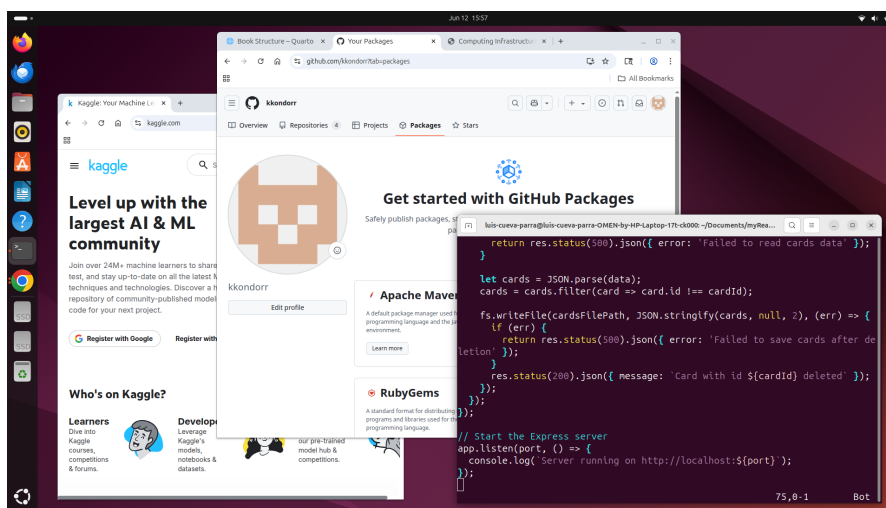 Jun 12 15:57
Book Structure – Quarto
Your Packages
Computing Infrastructu
github.com/kkondorr?tab=packages
All Bookmarks
kkondorr
Overview
Repositories 4
Projects
Packages
Stars
Get started with GitHub Packages
Safely publish packages, st
pa
kkondorr
Edit profile
Apache Maven
A default package manager used f
programming language and the Ja
environment.
Learn more
RubyGems
A standard format for distributing
programs and libraries used for th
programming language.
Kaggle: Your Machine Le
kaggle.com
kaggle
S
Level up with the
largest AI & ML
community
Join over 24M+ machine learners to share
test, and stay up-to-date on all the latest M
techniques and technologies. Discover a h
repository of community-published model
code for your next project.
Register with Google
Register with
Who's on Kaggle?
Learners
Dive into
Kaggle
courses,
competitions
& forums.
Develope
Leverage
Kaggle's
models,
notebooks &
datasets.
our pre-trained
model hub &
competitions.
luis-cueva-parra@luis-cueva-parra-OMEN-by-HP-Laptop-17t-ck000: ~/Documents/myRea...
return res.status(500).json({ error: 'Failed to read cards data' });
}
let cards = JSON.parse(data);
cards = cards.filter(card => card.id !== cardId);
fs.writeFile(cardsFilePath, JSON.stringify(cards, null, 2), (err) => {
if (err) {
return res.status(500).json({ error: 'Failed to save cards after de
letion' });
}
res.status(200).json({ message: `Card with id ${cardId} deleted` });
});
});
});
// Start the Express server
app.listen(port, () => {
console.log(`Server running on http://localhost:${port}`);
});
75,0-1
Bot
SSD
SSD